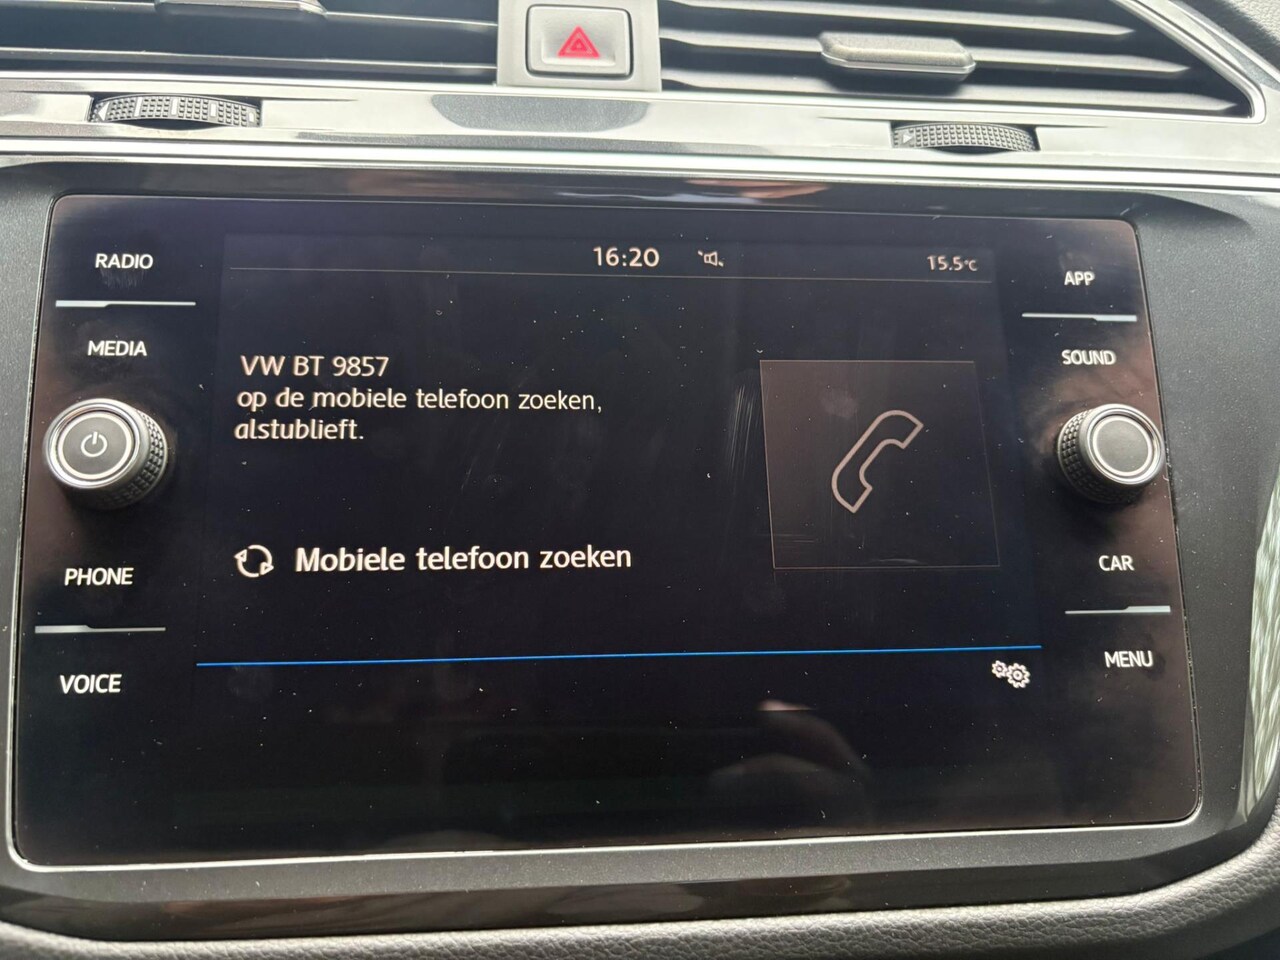 RADIO
MEDIA
PHONE
VOICE
16:20
15.5°C
VW BT 9857
op de mobiele telefoon zoeken,
alstublieft.
Mobiele telefoon zoeken
APP
SOUND
CAR
MENU